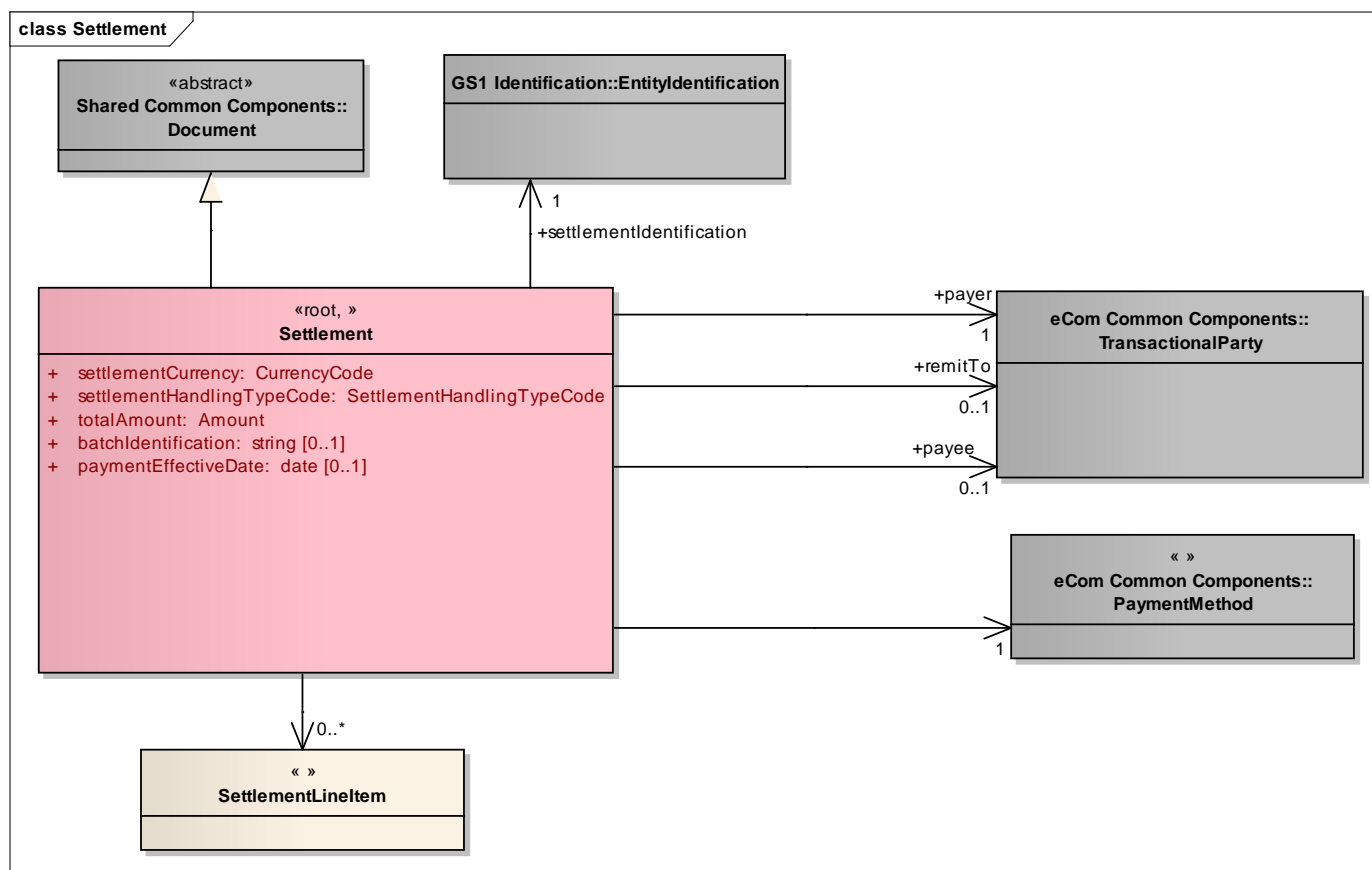 class Settlement
«abstract»
Shared Common Components::
Document
GS1 Identification::EntityIdentification
1
+settlementIdentification
«root, »
Settlement
+ settlementCurrency: CurrencyCode
+ settlementHandlingTypeCode: SettlementHandlingTypeCode
+ totalAmount: Amount
+ batchIdentification: string [0..1]
+ paymentEffectiveDate: date [0..1]
+payer
1
+remitTo
0..1
+payee
0..1
eCom Common Components::
TransactionalParty
« »
eCom Common Components::
PaymentMethod
1
0..*
« »
SettlementLineItem